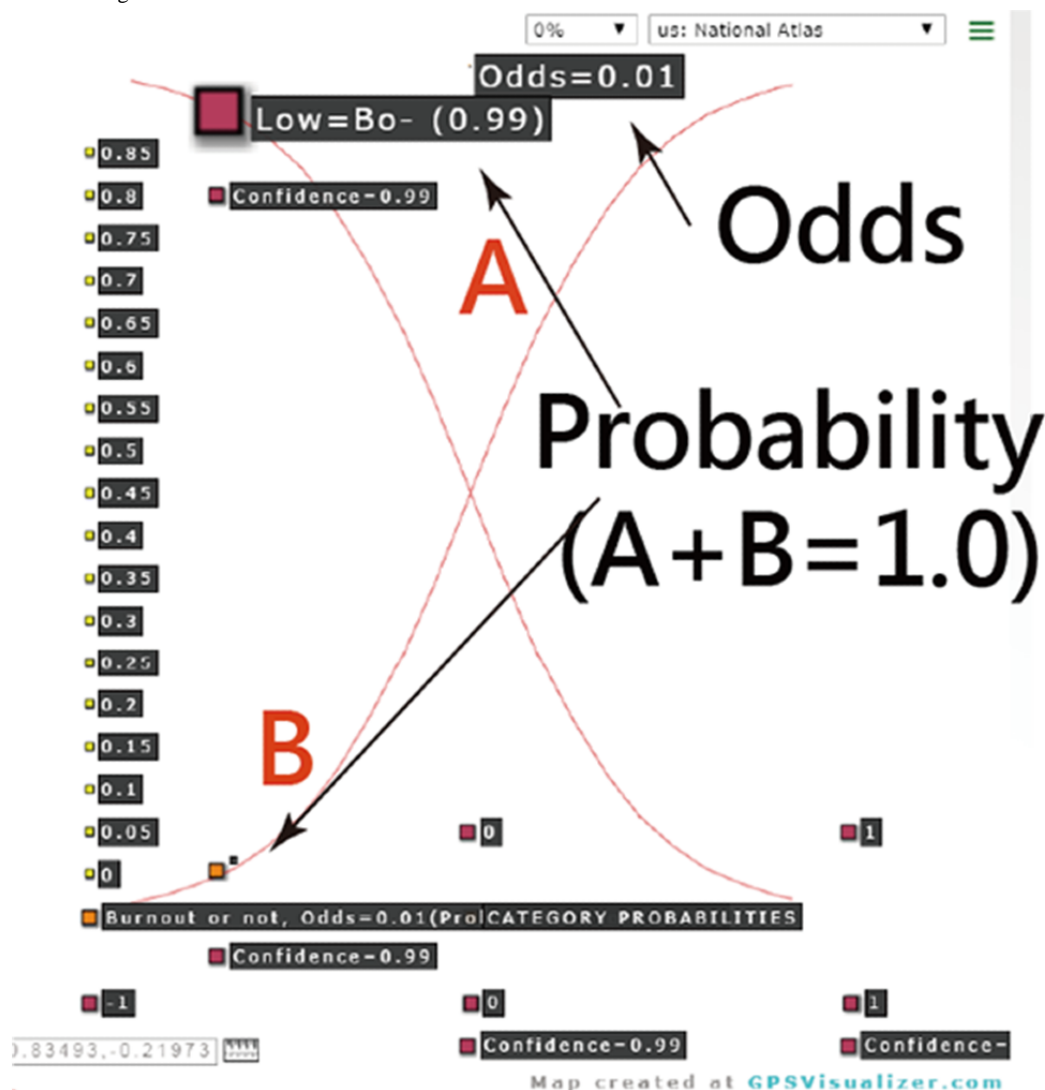 0% ▼ us: National Atlas ▼
Odds=0.01
Low=Bo- (0.99)
0.85
0.8
Confidence-0.99
Odds
0.75
A
0.7
0.65
0.6
0.55
Probability
0.5
0.45
(A+B=1.0)
0.4
0.35
0.3
0.25
0.2
B
0.15
0.1
0.05
0
1
0
Burnout or not, Odds=0.01(Pro
CATEGORY PROBABILITIES
Confidence-0.99
-1
0
1
0.83493,-0.21973
Confidence-0.99
Confidence-
Map created at GPSVisualizer.com